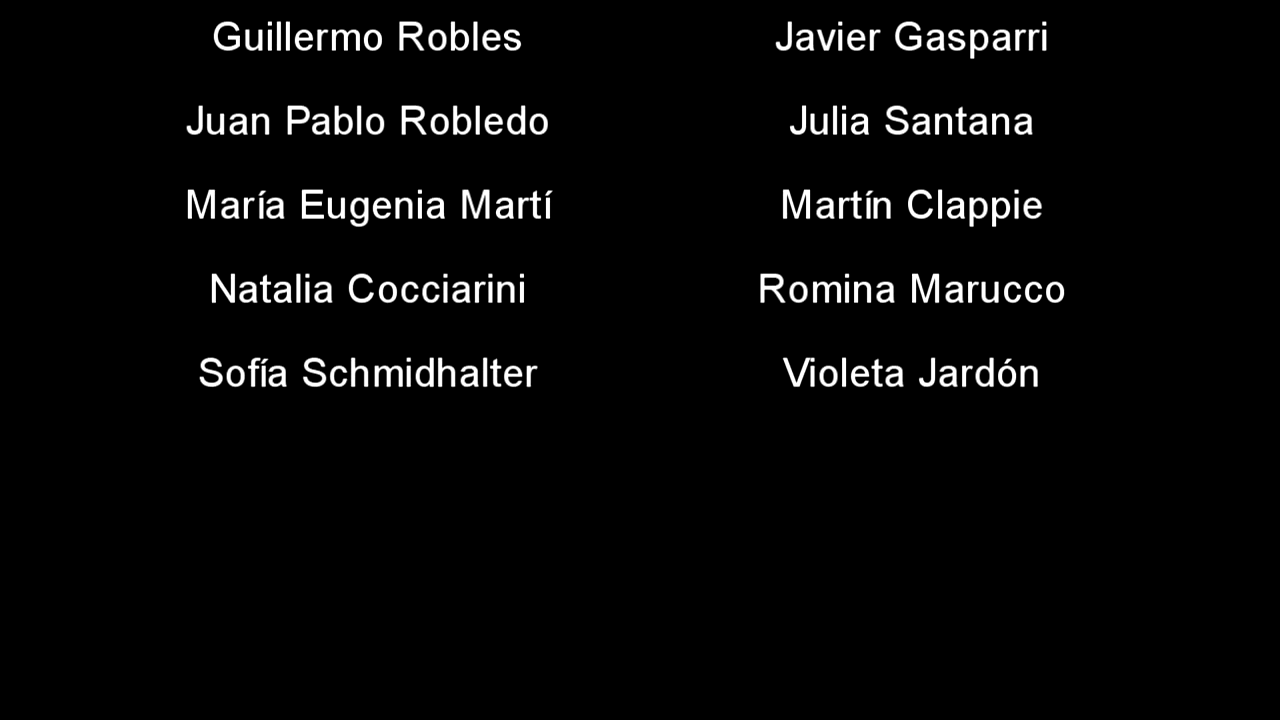 Guillermo Robles Javier Gasparri
Juan Pablo Robledo Julia Santana
María Eugenia Martí Martín Clappie
Natalia Cocciarini Romina Marucco
Sofía Schmidhalter Violeta Jardón